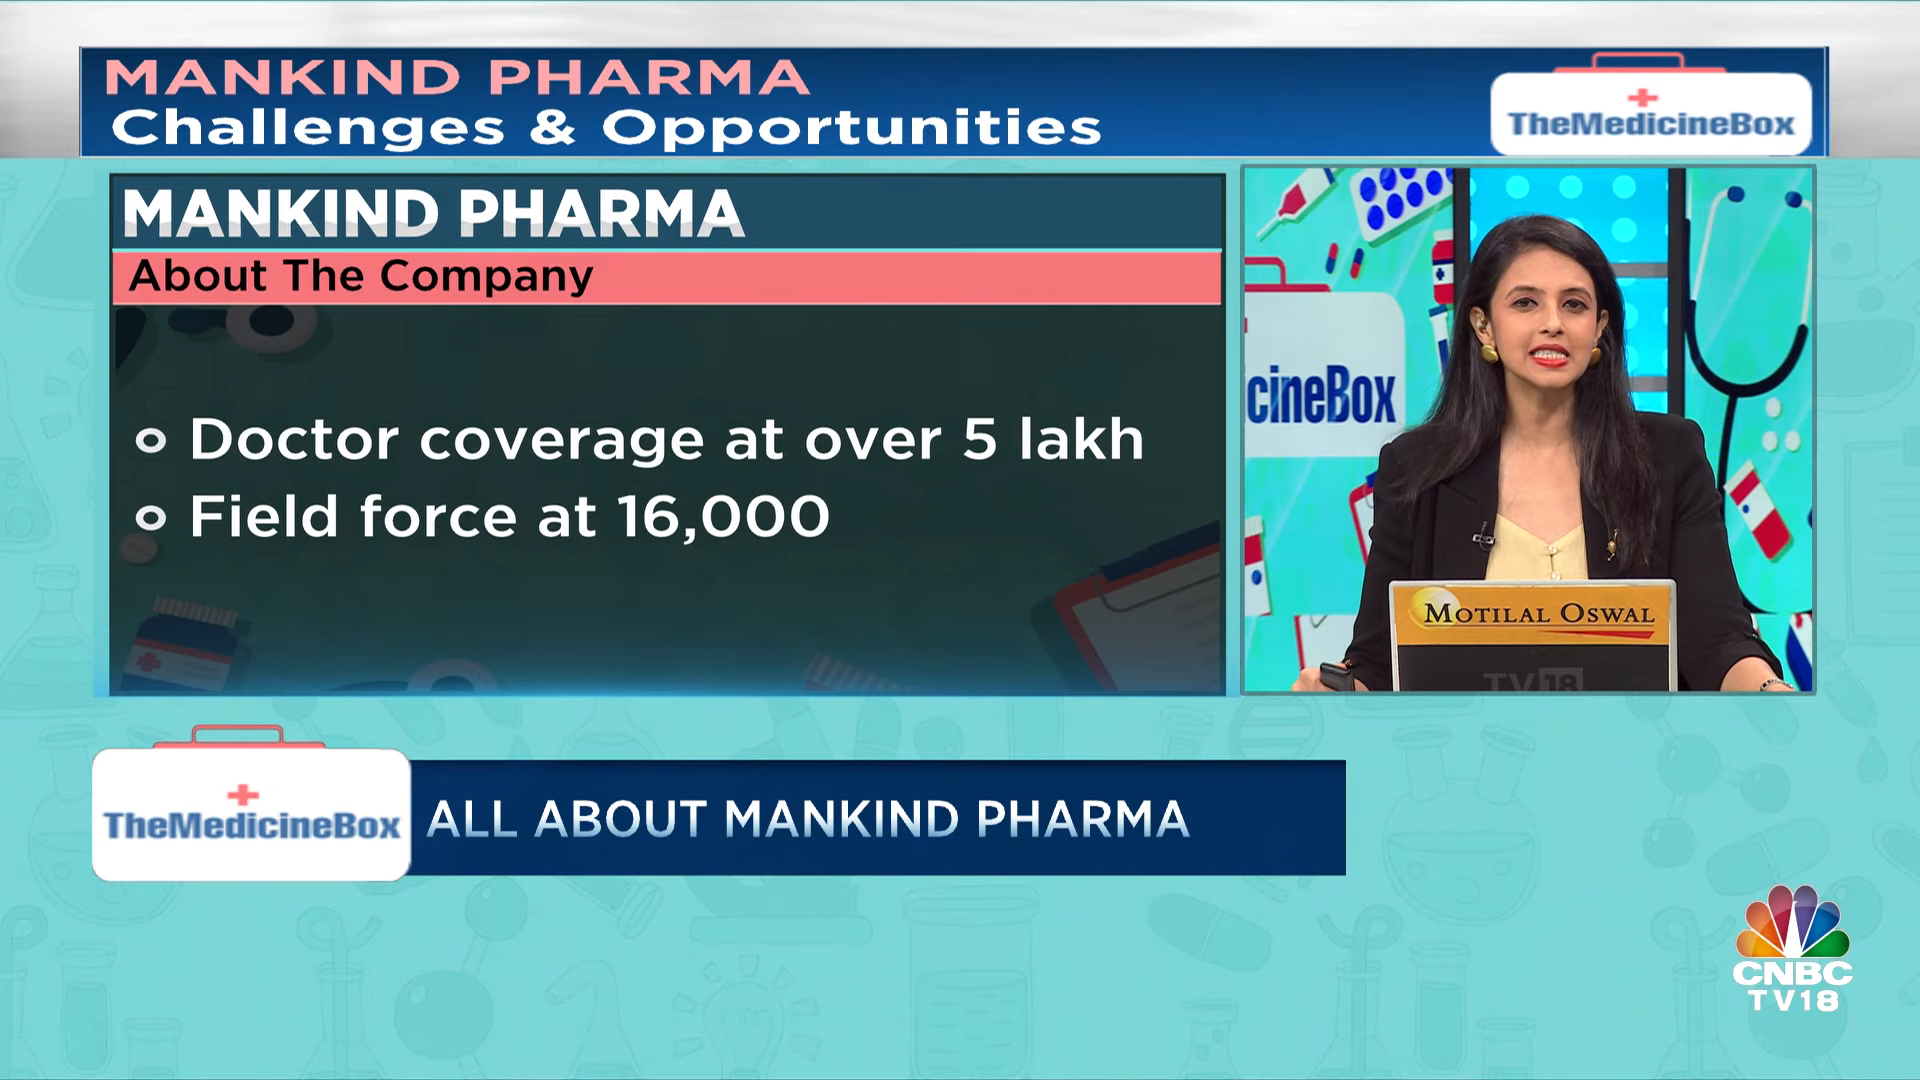 MANKIND PHARMA
Challenges & Opportunities
TheMedicineBox
MANKIND PHARMA
About The Company
o Doctor coverage at over 5 lakh
o Field force at 16,000
cineBox
MOTILAL OSWAL
TV18
TheMedicineBox
ALL ABOUT MANKIND PHARMA
CNBC
TV18